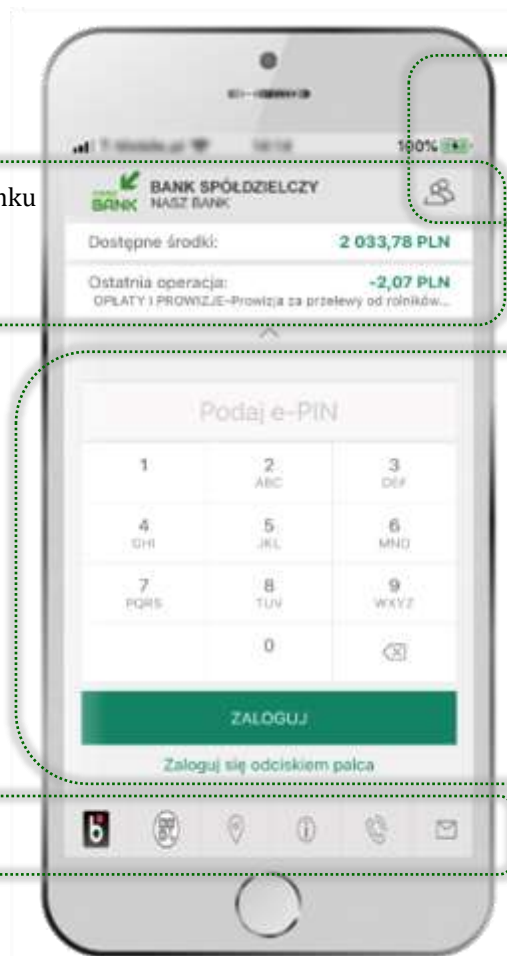 100%
nku
BANK
BANK SPÓŁDZIELCZY
NASZ BANK
Dostępne środki: 2 033,78 PLN
Ostatnia operacja: -2,07 PLN
OPŁATY I PROWIZJE-Prowizja za przelewy od rolników...
Podaj e-PIN
1 2 3
ABC DEF
4 5 6
GHI JKL MNO
7 8 9
PQRS TUV WXYZ
0
ZALOGUJ
Zaloguj się odciskiem palca
b